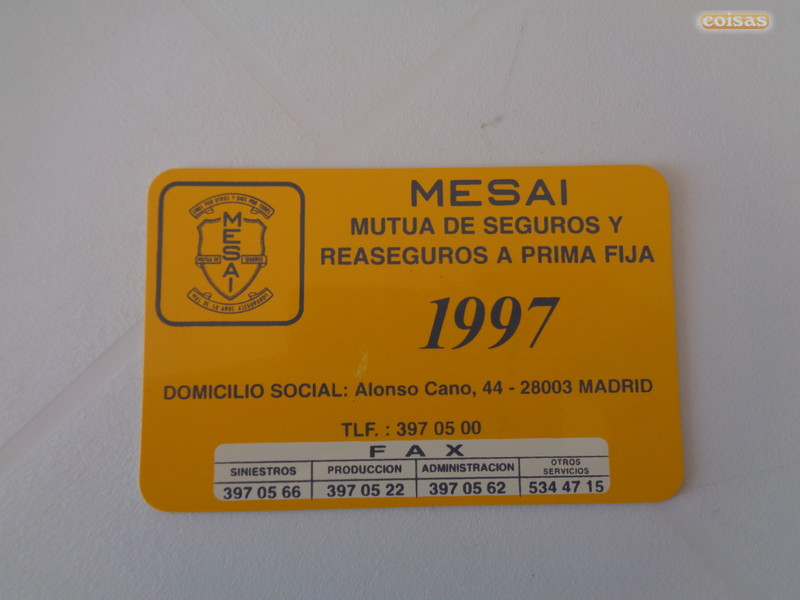 coisas
MESAI
MUTUA DE SEGUROS Y
REASEGUROS A PRIMA FIJA
MESAI
1997
DOMICILIO SOCIAL: Alonso Cano, 44 - 28003 MADRID
TLF. : 397 05 00
FAX
SINIESTROS PRODUCCION ADMINISTRACION OTROS SERVICIOS
397 05 66 397 05 22 397 05 62 534 47 15